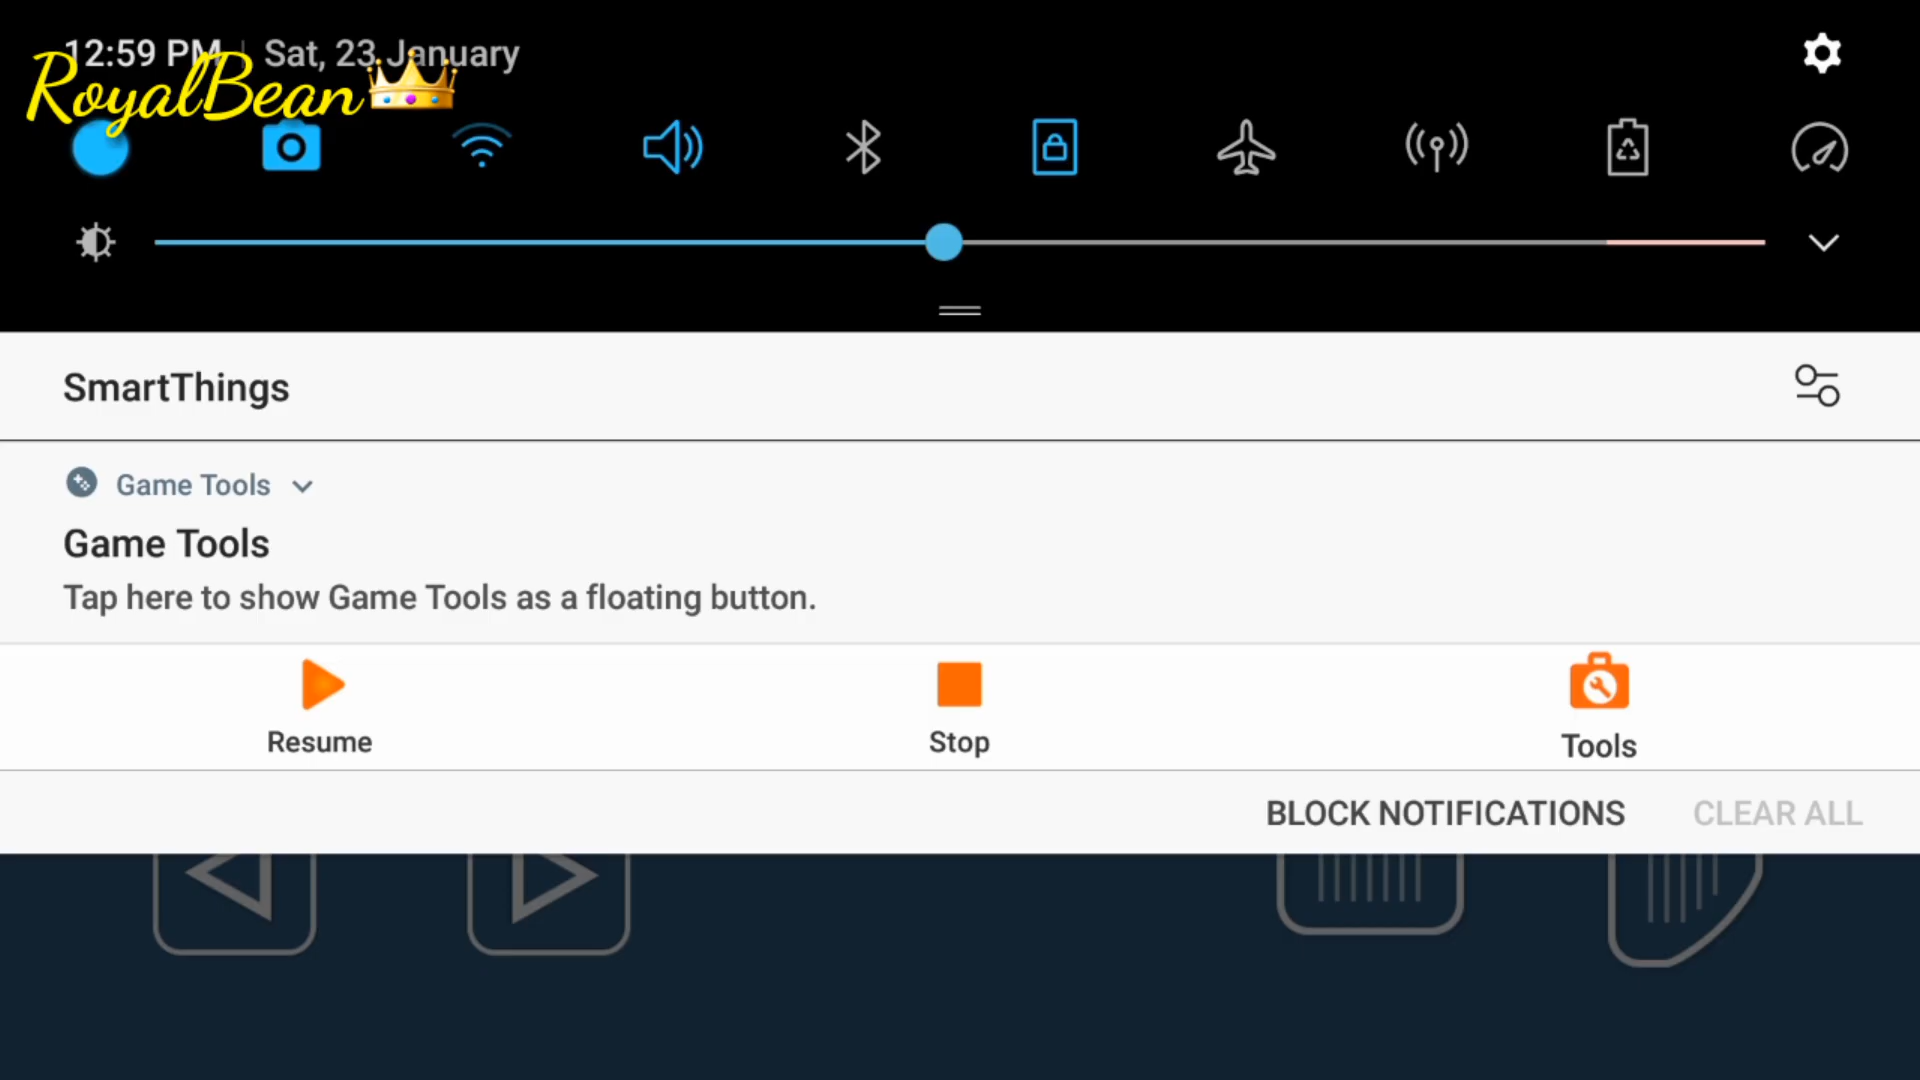 12:59 PM | Sat, 23 January
RoyalBean
SmartThings
Game Tools
Game Tools
Tap here to show Game Tools as a floating button.
Resume
Stop
Tools
BLOCK NOTIFICATIONS
CLEAR ALL